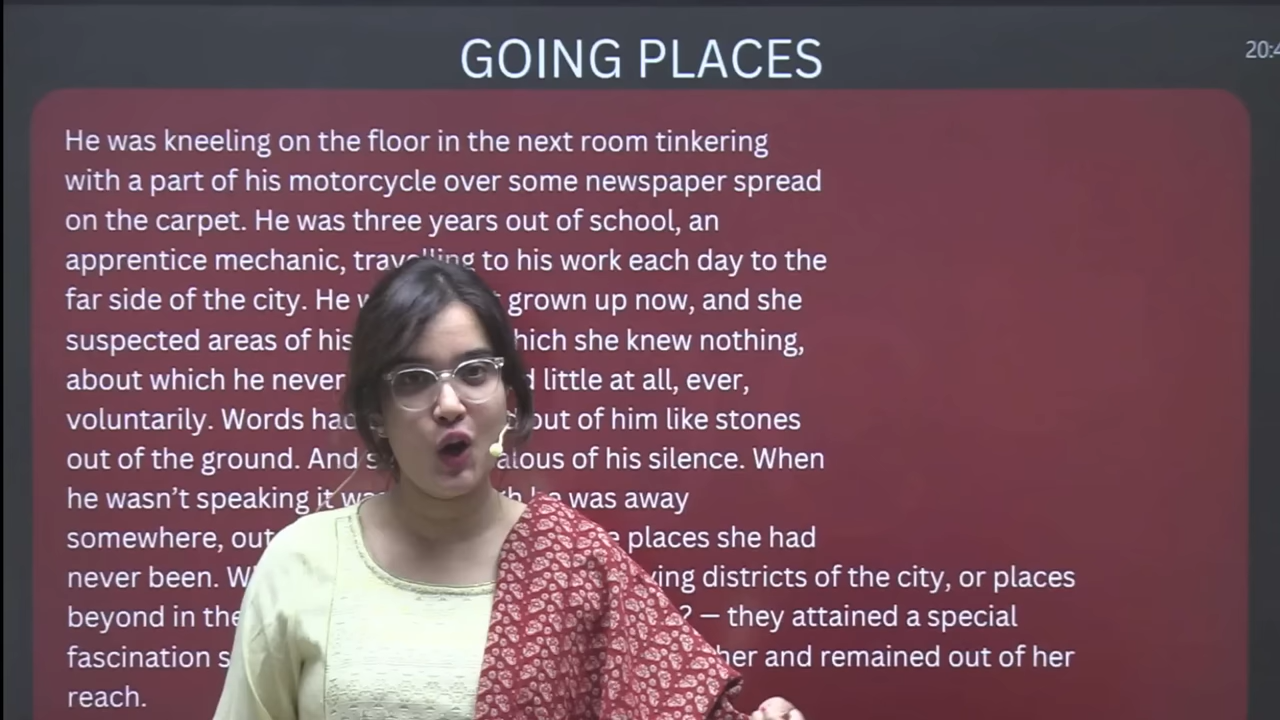 GOING PLACES
20:4
He was kneeling on the floor in the next room tinkering
with a part of his motorcycle over some newspaper spread
on the carpet. He was three years out of school, an
apprentice mechanic, travelling to his work each day to the
far side of the city. He grown up now, and she
suspected areas of his which she knew nothing,
about which he never little at all, ever,
voluntarily. Words had out of him like stones
out of the ground. And jealous of his silence. When
he wasn't speaking it was he was away
somewhere, out places she had
never been. districts of the city, or places
beyond in the ? — they attained a special
fascination her and remained out of her
reach.